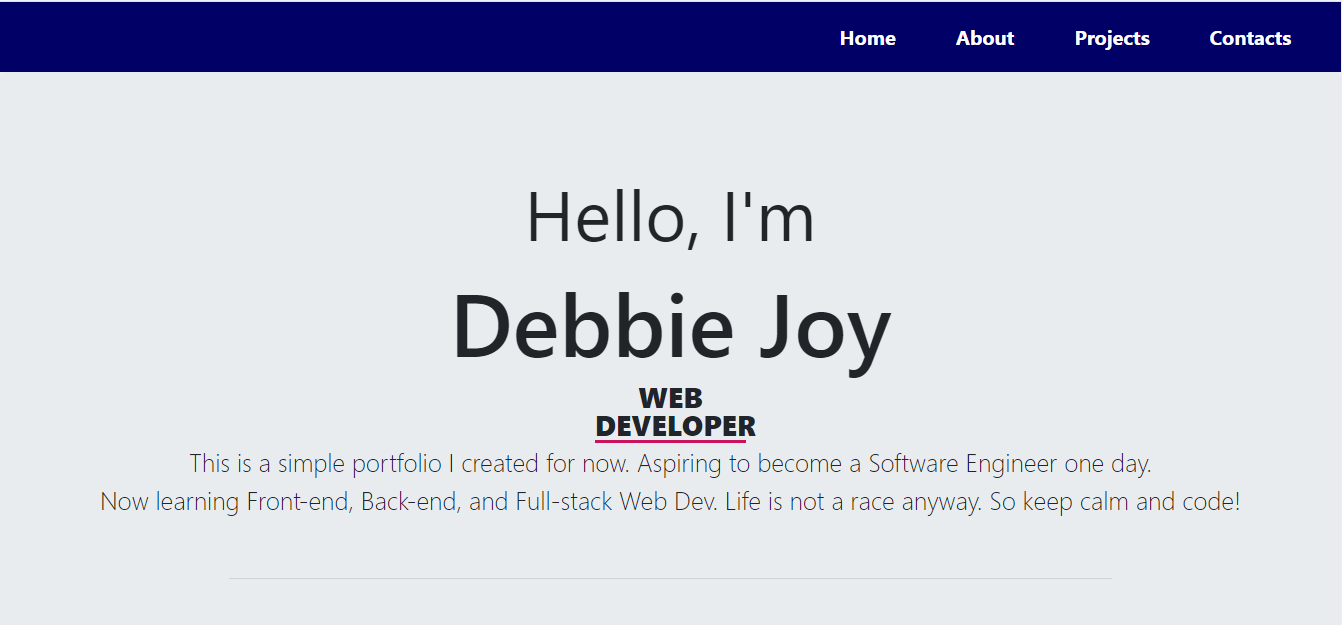 Home About Projects Contacts
Hello, I'm
Debbie Joy
WEB
DEVELOPER
This is a simple portfolio I created for now. Aspiring to become a Software Engineer one day.
Now learning Front-end, Back-end, and Full-stack Web Dev. Life is not a race anyway. So keep calm and code!